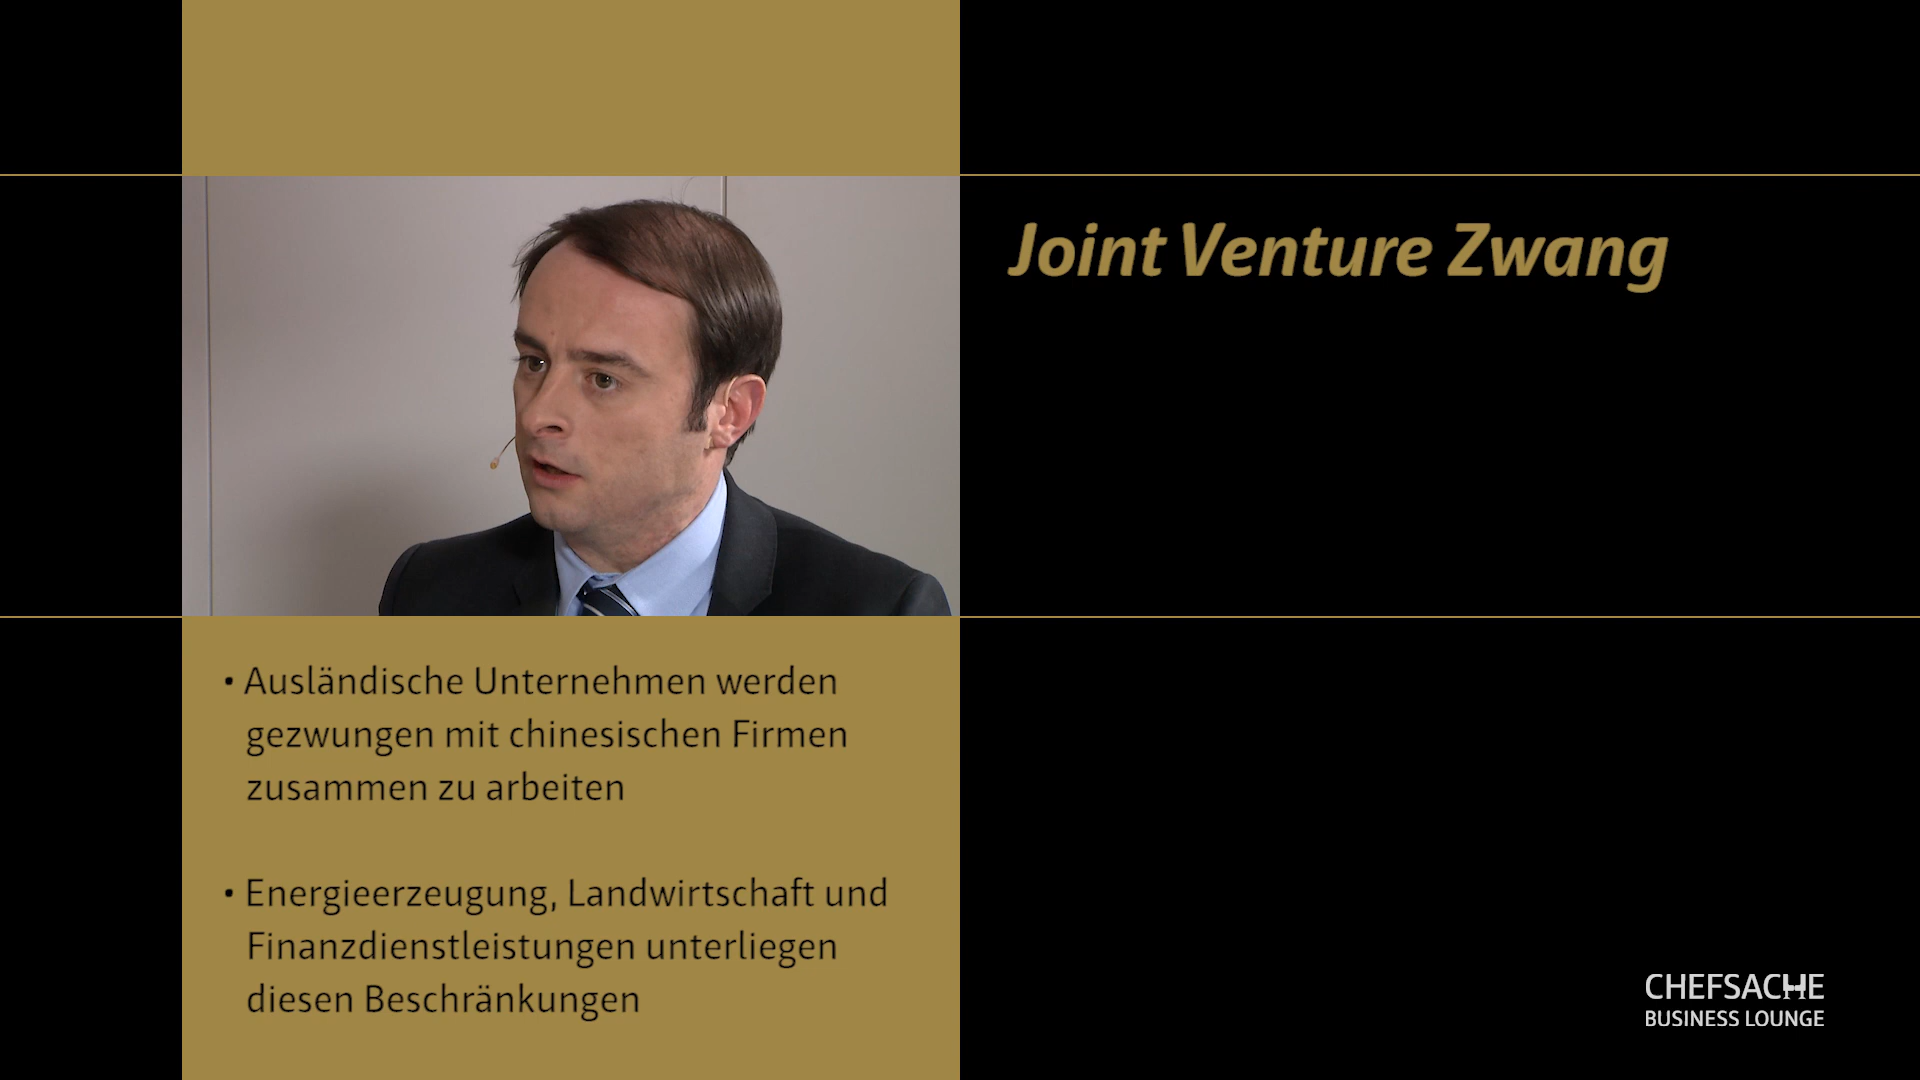 Joint Venture Zwang
• Ausländische Unternehmen werden
gezwungen mit chinesischen Firmen
zusammen zu arbeiten
• Energieerzeugung, Landwirtschaft und
Finanzdienstleistungen unterliegen
diesen Beschränkungen
CHEFSACHE
BUSINESS LOUNGE